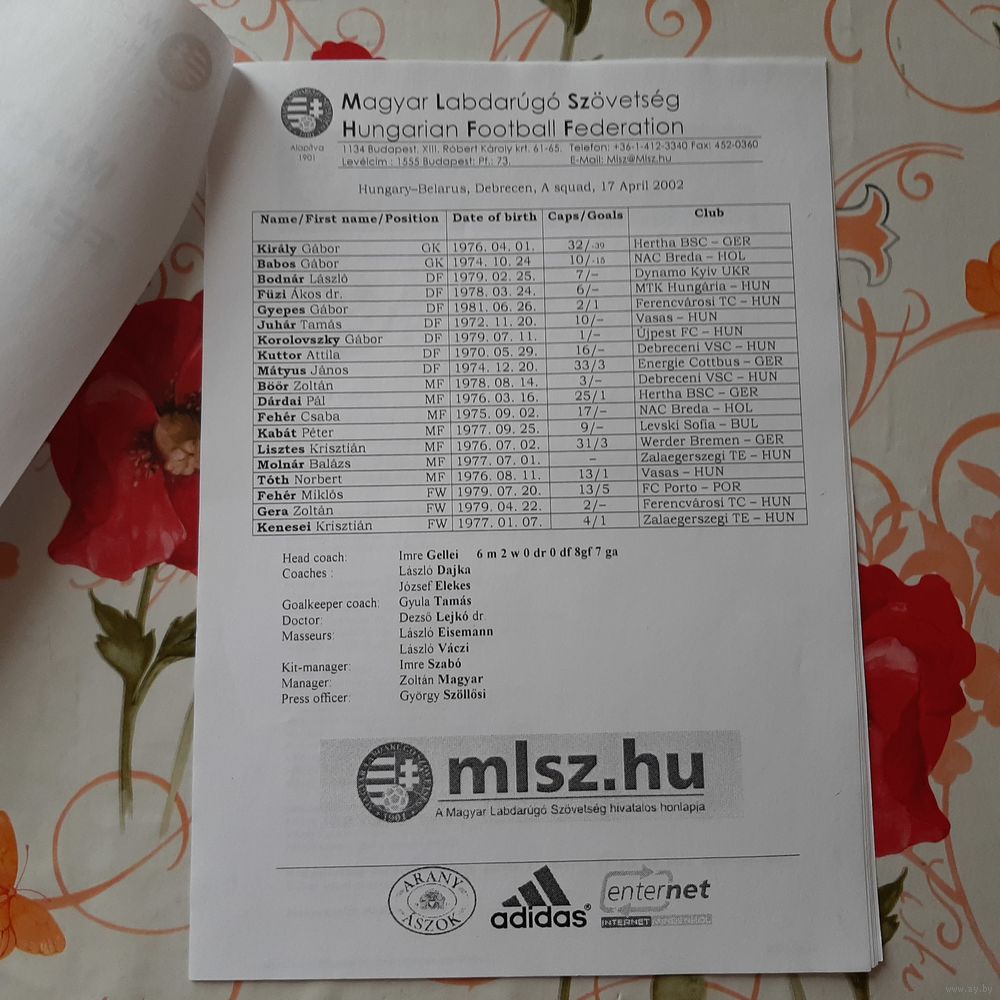 Magyar Labdarúgó Szövetség
Hungarian Football Federation
Alapítva
1901
1134 Budapest, XIII. Róbert Károly krt. 61-65. Telefon: +36-1-412-3340 Fax: 452-0360
Levélcím : 1555 Budapest: Pf.: 73. E-Mail: Mlsz@Mlsz.hu
Hungary–Belarus, Debrecen, A squad, 17 April 2002
Name/First name/Position Date of birth Caps/Goals Club
Király Gábor GK 1976. 04. 01. 32/-39 Hertha BSC – GER
Babos Gábor GK 1974. 10. 24 10/-18 NAC Breda – HOL
Bodnár László DF 1979. 02. 25. 7/– Dynamo Kyiv UKR
Füzi Ákos dr. DF 1978. 03. 24. 6/– MTK Hungária – HUN
Gyepes Gábor DF 1981. 06. 26. 2/1 Ferencvárosi TC – HUN
Juhár Tamás DF 1972. 11. 20. 10/– Vasas – HUN
Korolovszky Gábor DF 1979. 07. 11. 1/– Újpest FC – HUN
Kuttor Attila DF 1970. 05. 29. 16/– Debreceni VSC – HUN
Mátyus János DF 1974. 12. 20. 33/3 Energie Cottbus – GER
Böőr Zoltán MF 1978. 08. 14. 3/– Debreceni VSC – HUN
Dárdai Pál MF 1976. 03. 16. 25/1 Hertha BSC – GER
Fehér Csaba MF 1975. 09. 02. 17/– NAC Breda – HOL
Kabát Péter MF 1977. 09. 25. 9/– Levski Sofia – BUL
Lisztes Krisztián MF 1976. 07. 02. 31/3 Werder Bremen – GER
Molnár Balázs MF 1977. 07. 01. – Zalaegerszegi TE – HUN
Tóth Norbert MF 1976. 08. 11. 13/1 Vasas – HUN
Fehér Miklós FW 1979. 07. 20. 13/5 FC Porto – POR
Gera Zoltán FW 1979. 04. 22. 2/– Ferencvárosi TC – HUN
Kenesei Krisztián FW 1977. 01. 07. 4/1 Zalaegerszegi TE – HUN
Head coach: Imre Gellei 6 m 2 w 0 dr 0 df 8gf 7 ga
Coaches : László Dajka
József Elekes
Goalkeeper coach: Gyula Tamás
Doctor: Dezső Lejkó dr.
Masseurs: László Eisemann
László Váczi
Kit-manager: Imre Szabó
Manager: Zoltán Magyar
Press officer: György Szöllősi
mlsz.hu
A Magyar Labdarúgó Szövetség hivatalos honlapja
1901
ARANY
ÁSZOK
adidas®
enternet
INTERNET MINDENKOR
www.ay.by